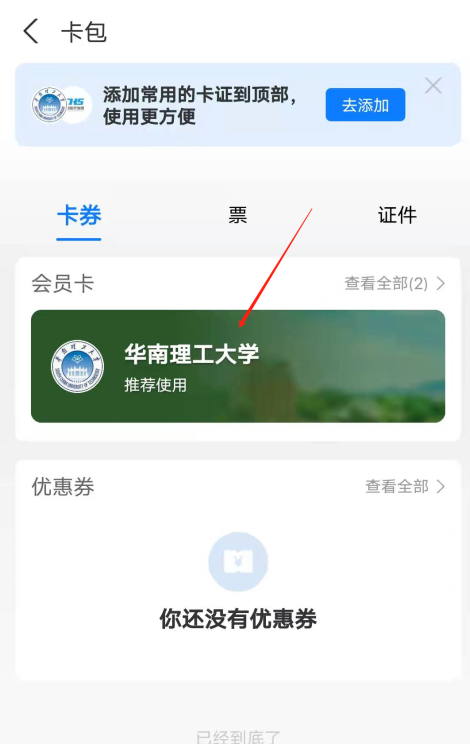 卡包
添加常用的卡证到顶部，
使用更方便
去添加
卡券
票
证件
会员卡
查看全部(2)
华南理工大学
推荐使用
优惠券
查看全部
你还没有优惠券
已经到底了